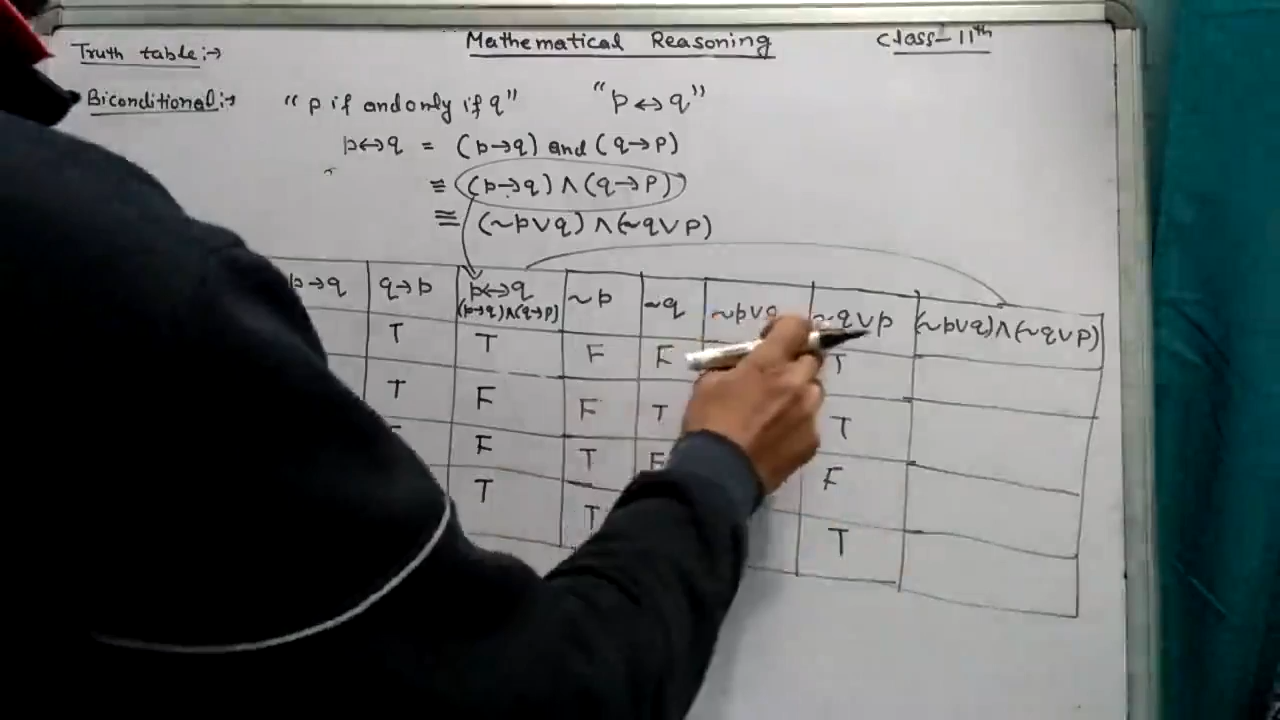 Truth table:→ Mathematical Reasoning Class-11th
Biconditional:→ "p if and only if q" "p↔q"
p↔q = (p→q) and (q→p)
≡ (p→q)∧(q→p)
≡ (~p∨q)∧(~q∨p)
p→q q→p p↔q ~p ~q ~p∨q ~q∨p (~p∨q)∧(~q∨p)
(p→q)∧(q→p)
T T F F T
T F F T T
F T F F
T T T